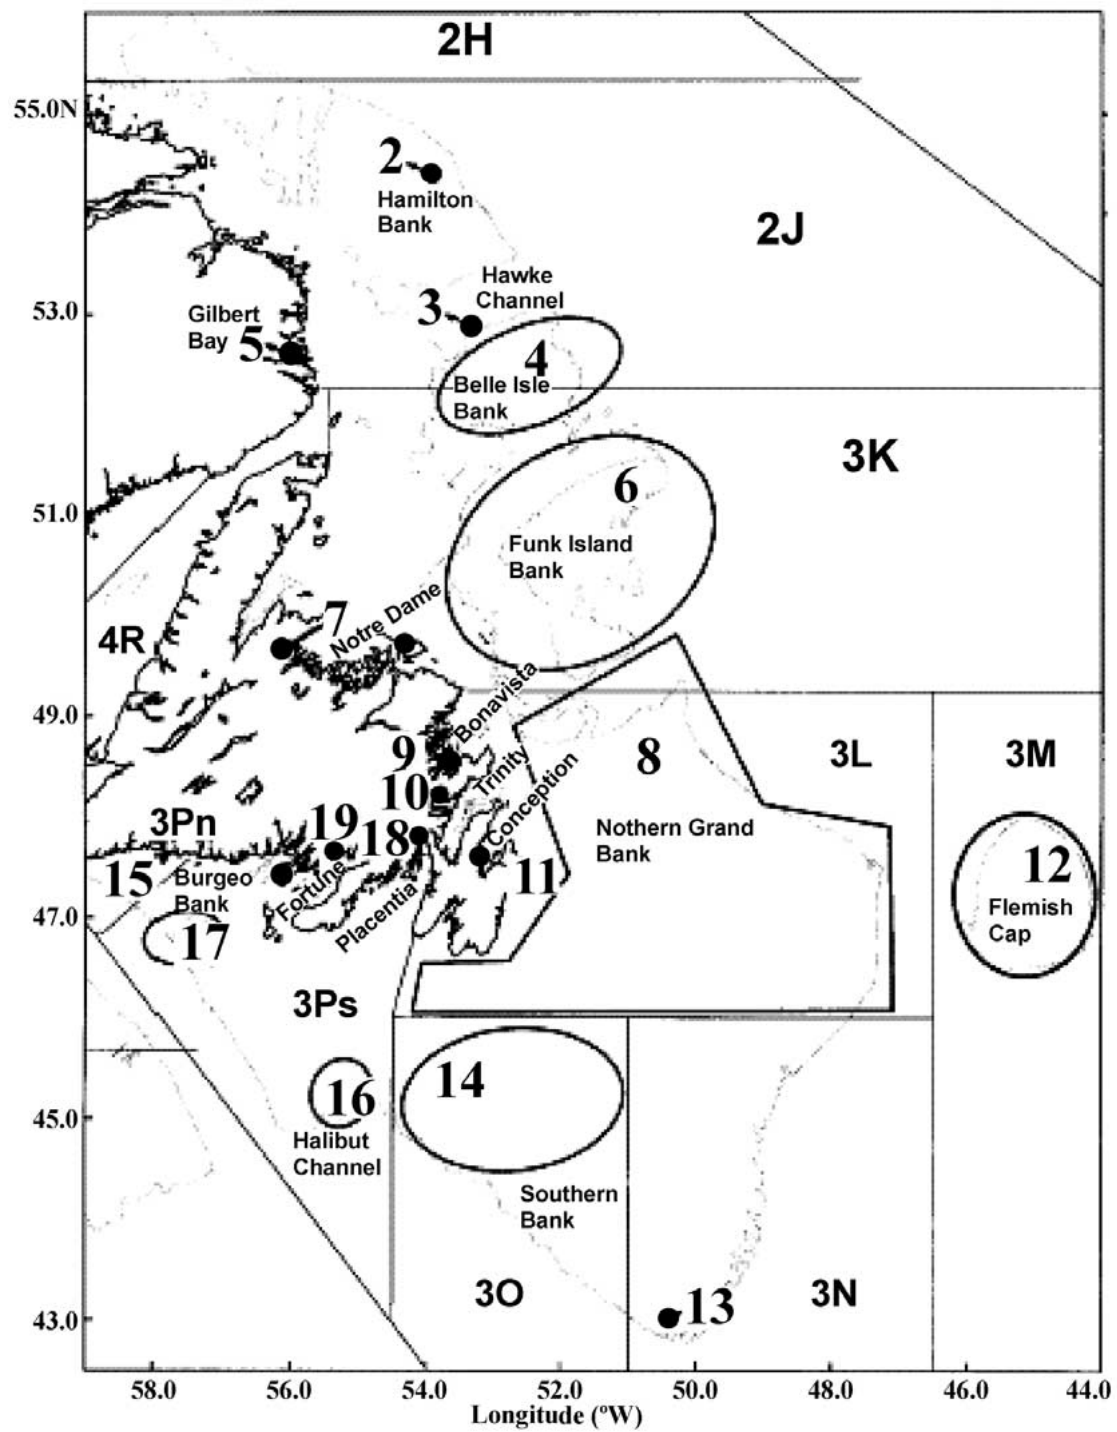 2H
55.0N
2
Hamilton
Bank
2J
Hawke
Channel
53.0
3
Gilbert
Bay
5
4
Belle Isle
Bank
3K
6
51.0
Funk Island
Bank
7
Notre Dame
4R
Bonavista
49.0
9
8
3L
3M
Trinity
10
Conception
3Pn
19
18
Nothern Grand
Bank
15
Burgeo
Bank
Fortune
Placentia
11
12
Flemish
Cap
47.0
17
3Ps
14
16
45.0
Halibut
Channel
Southern
Bank
3O
13
3N
43.0
58.0 56.0 54.0 52.0 50.0 48.0 46.0 44.0
Longitude (ºW)